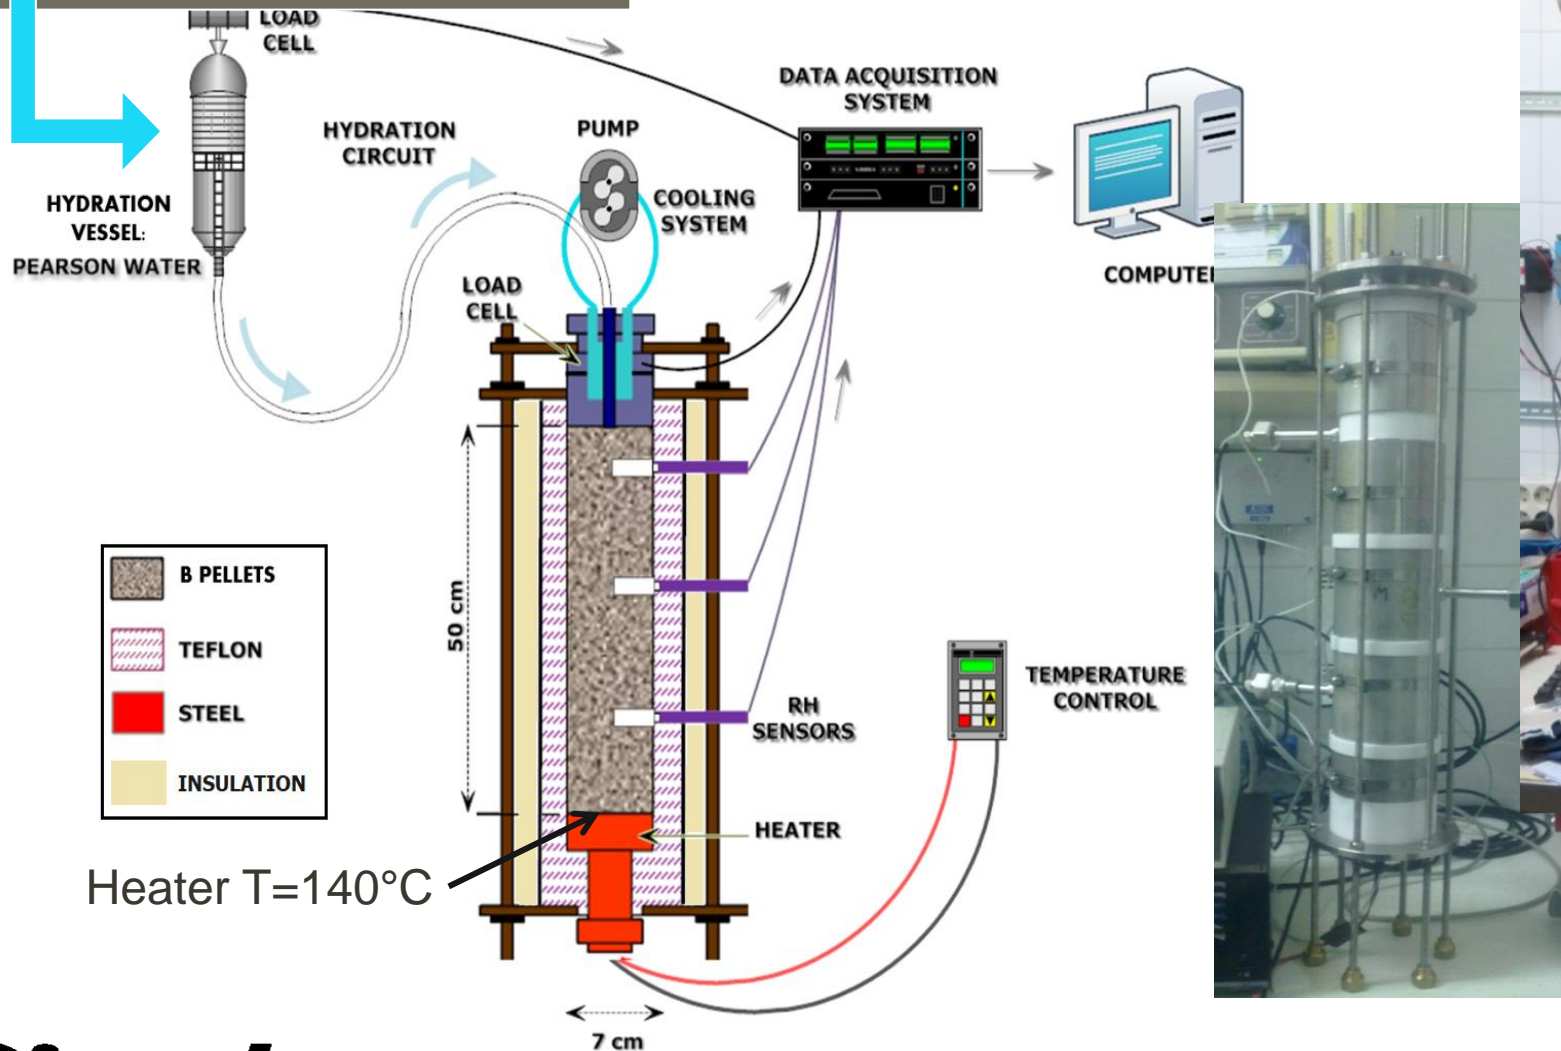 LOAD
CELL
DATA ACQUISITION
SYSTEM
HYDRATION
CIRCUIT
PUMP
COOLING
SYSTEM
HYDRATION
VESSEL:
PEARSON WATER
COMPUTE
LOAD
CELL
50 cm
B PELLETS
TEFLON
STEEL
INSULATION
RH
SENSORS
TEMPERATURE
CONTROL
HEATER
Heater T=140°C
7 cm